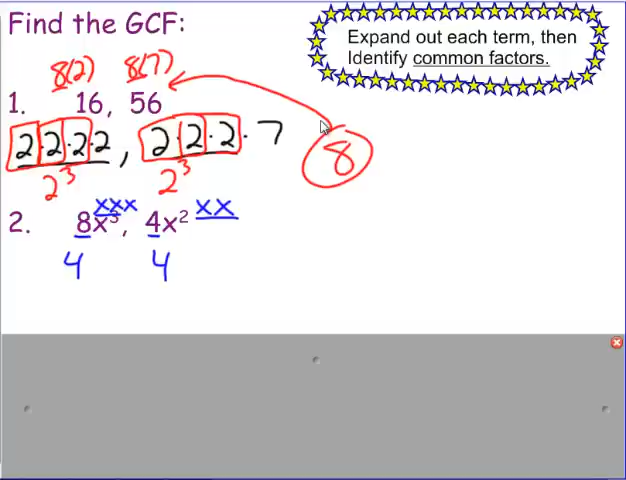 Find the GCF:
Expand out each term, then
Identify common factors.
8(2) 8(7)
1. 16, 56
2·2·2·2, 2·2·2·7
8
2³ 2³
xxx xx
2. 8x³, 4x²
4 4